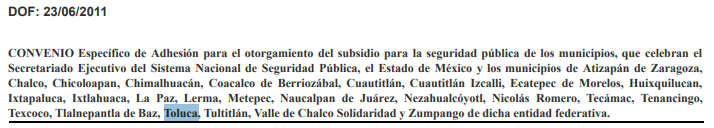 DOF: 23/06/2011
CONVENIO Específico de Adhesión para el otorgamiento del subsidio para la seguridad pública de los municipios, que celebran el
Secretariado Ejecutivo del Sistema Nacional de Seguridad Pública, el Estado de México y los municipios de Atizapán de Zaragoza,
Chalco, Chicoloapan, Chimalhuacán, Coacalco de Berriozábal, Cuautitlán, Cuautitlán Izcalli, Ecatepec de Morelos, Huixquilucan,
Ixtapaluca, Ixtlahuaca, La Paz, Lerma, Metepec, Naucalpan de Juárez, Nezahualcóyotl, Nicolás Romero, Tecámac, Tenancingo,
Texcoco, Tlalnepantla de Baz, Toluca, Tultitlán, Valle de Chalco Solidaridad y Zumpango de dicha entidad federativa.